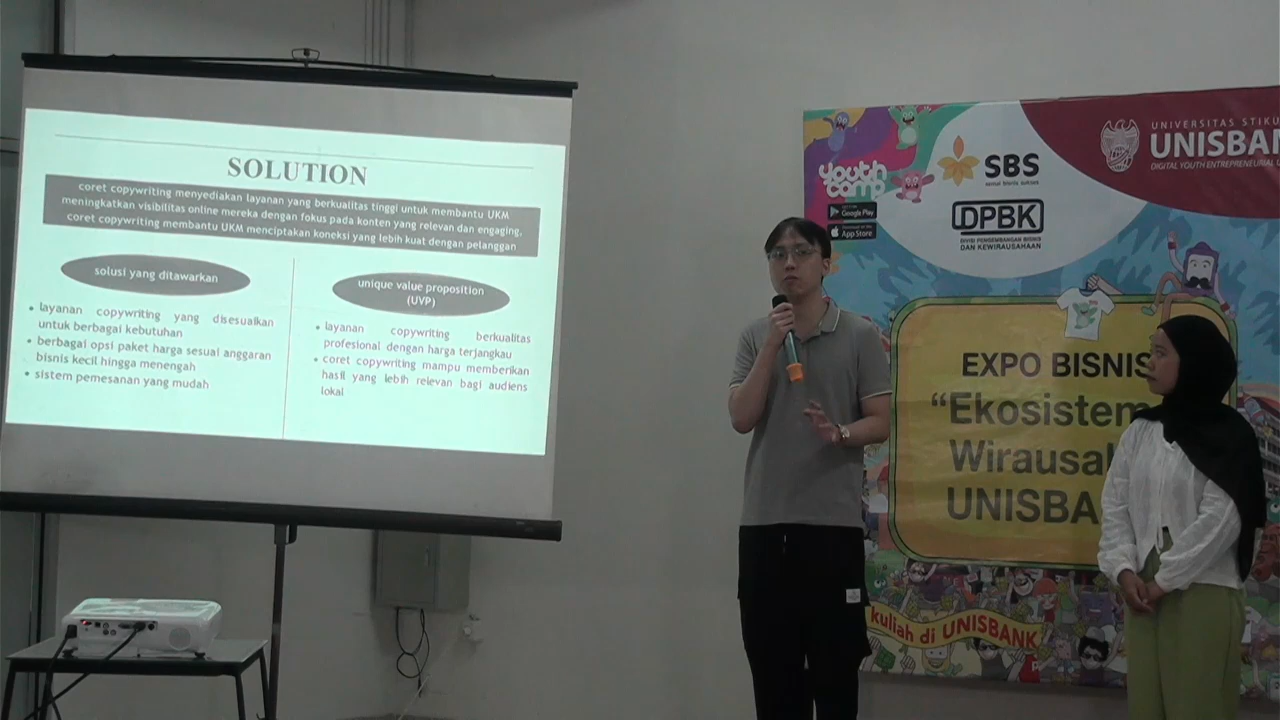 SOLUTION
coret copywriting menyediakan layanan yang berkualitas tinggi untuk membantu UKM
meningkatkan visibilitas online mereka dengan fokus pada konten yang relevan dan engaging,
coret copywriting membantu UKM menciptakan koneksi yang lebih kuat dengan pelanggan
solusi yang ditawarkan
• layanan copywriting yang disesuaikan
untuk berbagai kebutuhan
• berbagai opsi paket harga sesuai anggaran
bisnis kecil hingga menengah
• sistem pemesanan yang mudah
unique value proposition
(UVP)
• layanan copywriting berkualitas
profesional dengan harga terjangkau
• coret copywriting mampu memberikan
hasil yang lebih relevan bagi audiens
lokal
youth
camp
Google Play
App Store
SBS
DPBK
DIVISI PENGEMBANGAN BISNIS
DAN KEWIRAUSAHAAN
UNIVERSITAS STIKU
UNISBAN
DIGITAL YOUTH ENTREPRENEURIAL U
EXPO BISNIS
“Ekosistem
Wirausah
UNISBA
kuliah di UNISBANK